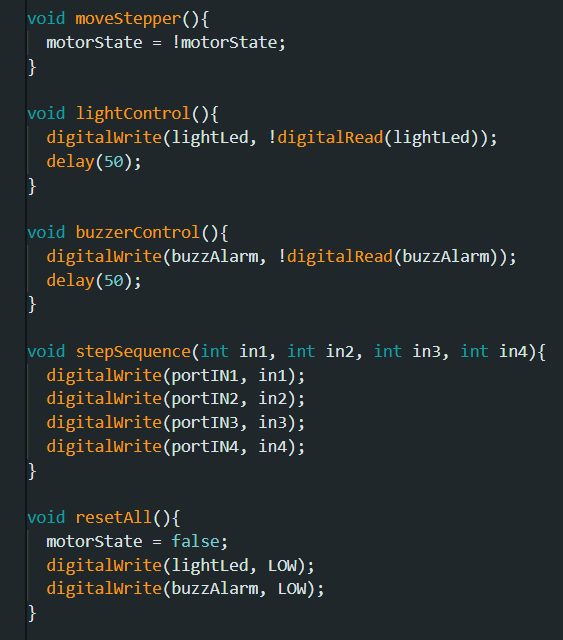 void moveStepper(){
  motorState = !motorState;
}
void lightControl(){
  digitalWrite(lightLed, !digitalRead(lightLed));
  delay(50);
}
void buzzerControl(){
  digitalWrite(buzzAlarm, !digitalRead(buzzAlarm));
  delay(50);
}
void stepSequence(int in1, int in2, int in3, int in4){
  digitalWrite(portIN1, in1);
  digitalWrite(portIN2, in2);
  digitalWrite(portIN3, in3);
  digitalWrite(portIN4, in4);
}
void resetAll(){
  motorState = false;
  digitalWrite(lightLed, LOW);
  digitalWrite(buzzAlarm, LOW);
}